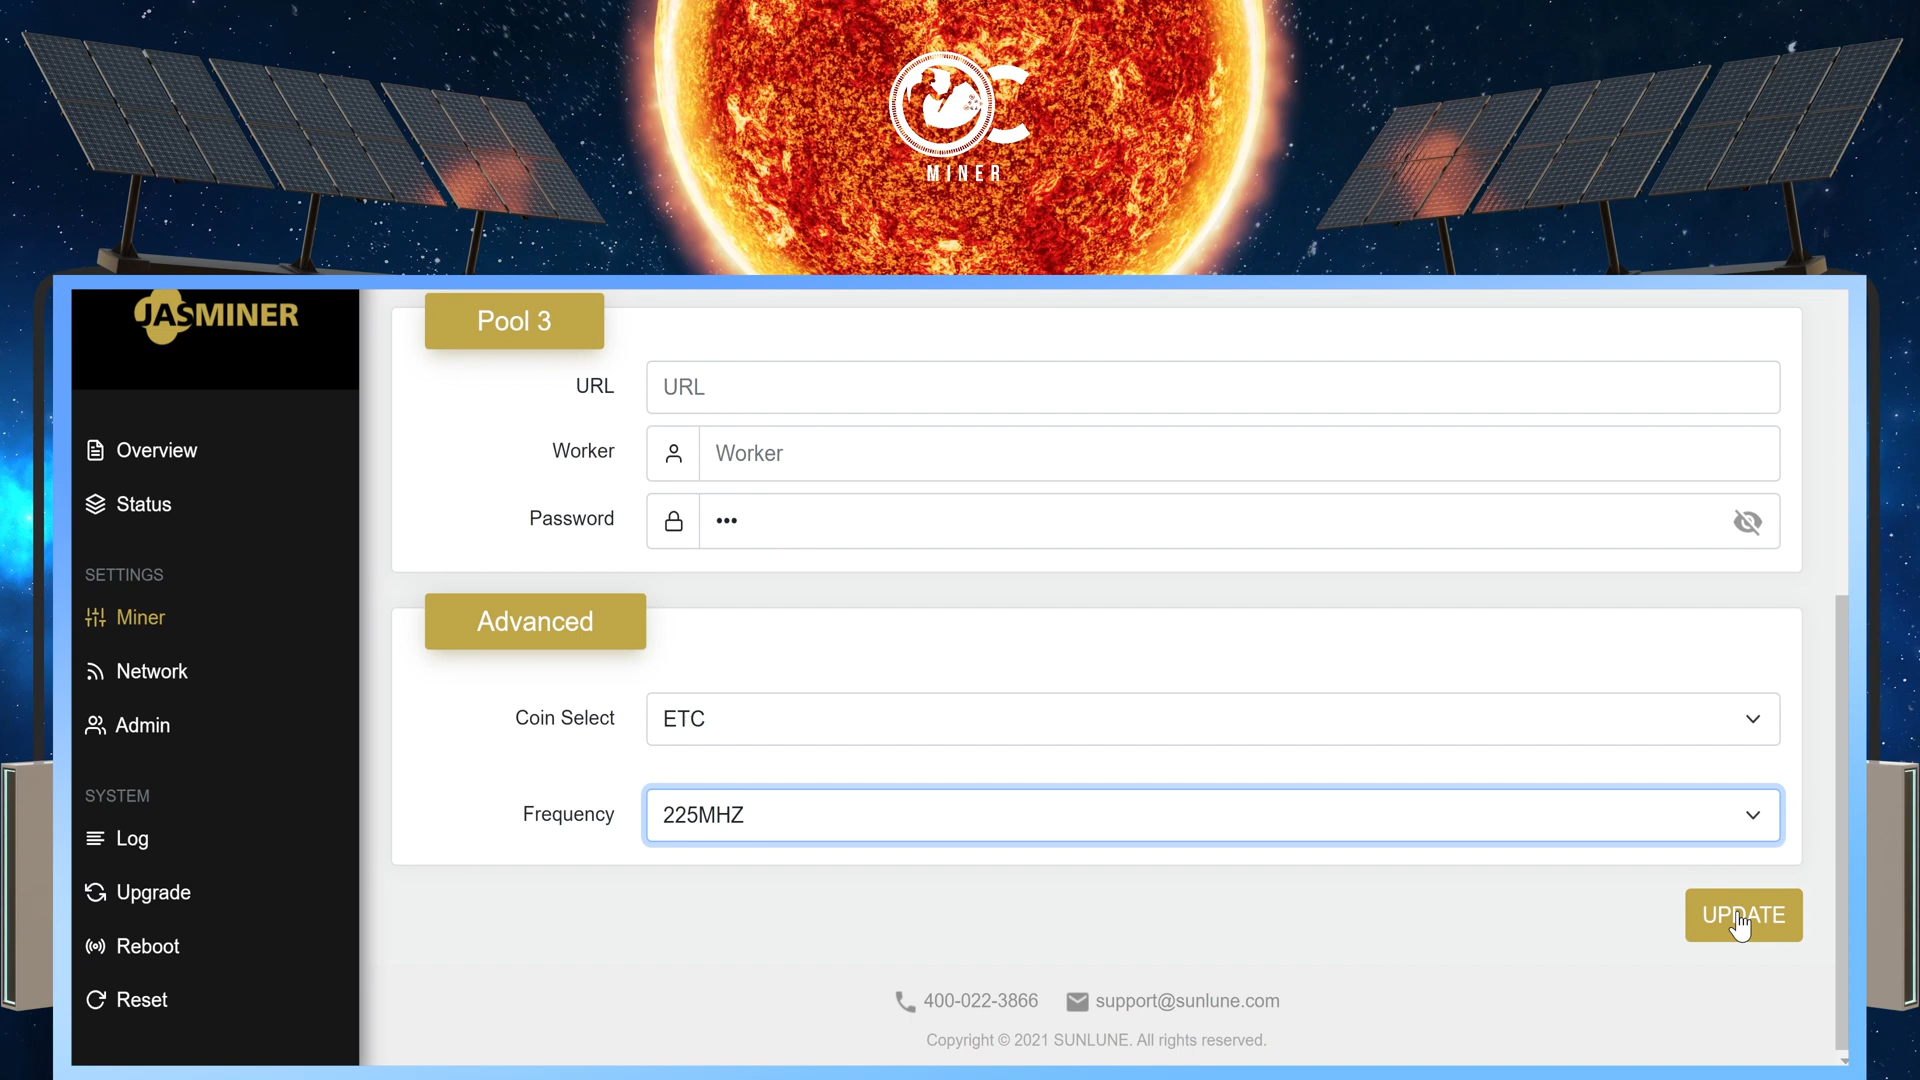 C
MINER
JASMINER
Overview
Status
SETTINGS
Miner
Network
Admin
SYSTEM
Log
Upgrade
Reboot
Reset
Pool 3
URL URL
Worker Worker
Password •••
Advanced
Coin Select ETC
Frequency 225MHZ
UPDATE
400-022-3866 support@sunlune.com
Copyright © 2021 SUNLUNE. All rights reserved.